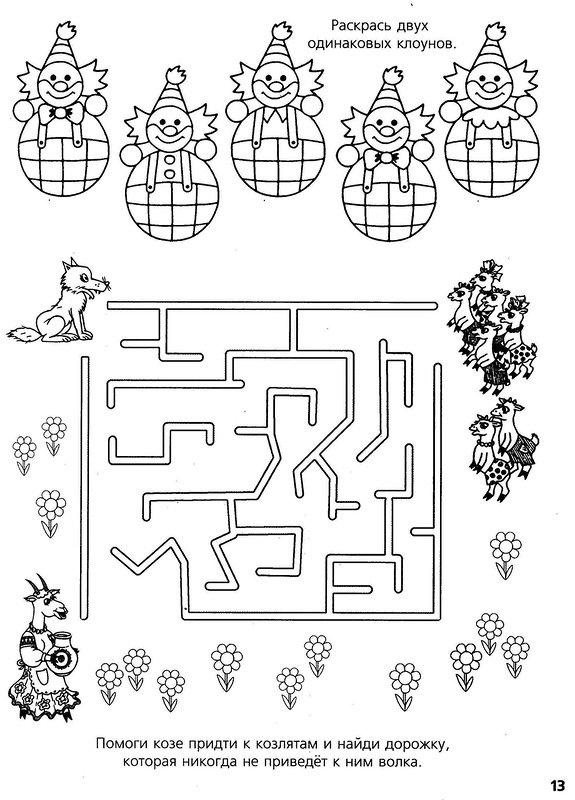 Раскрась двух
одинаковых клоунов.
Помоги козе придти к козлятам и найди дорожку,
которая никогда не приведёт к ним волка.
13